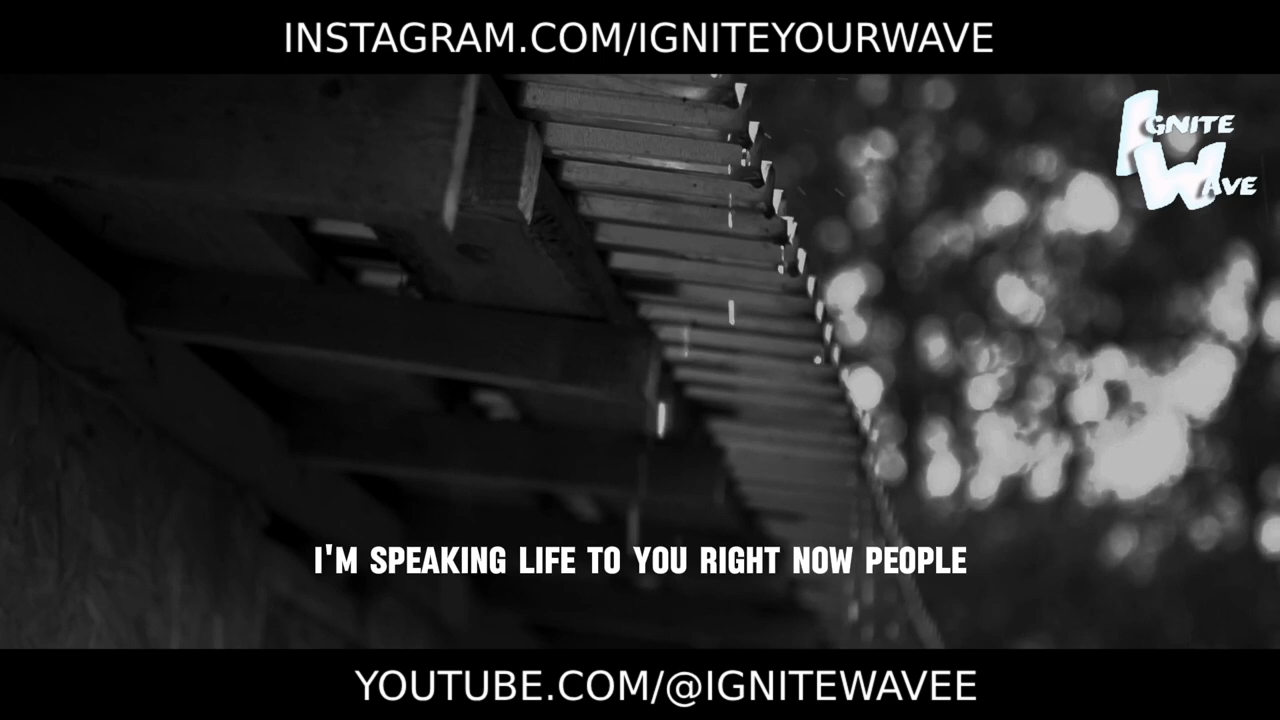 INSTAGRAM.COM/IGNITEYOURWAVE
IGNITE
WAVE
I'M SPEAKING LIFE TO YOU RIGHT NOW PEOPLE
YOUTUBE.COM/@IGNITEWAVEE